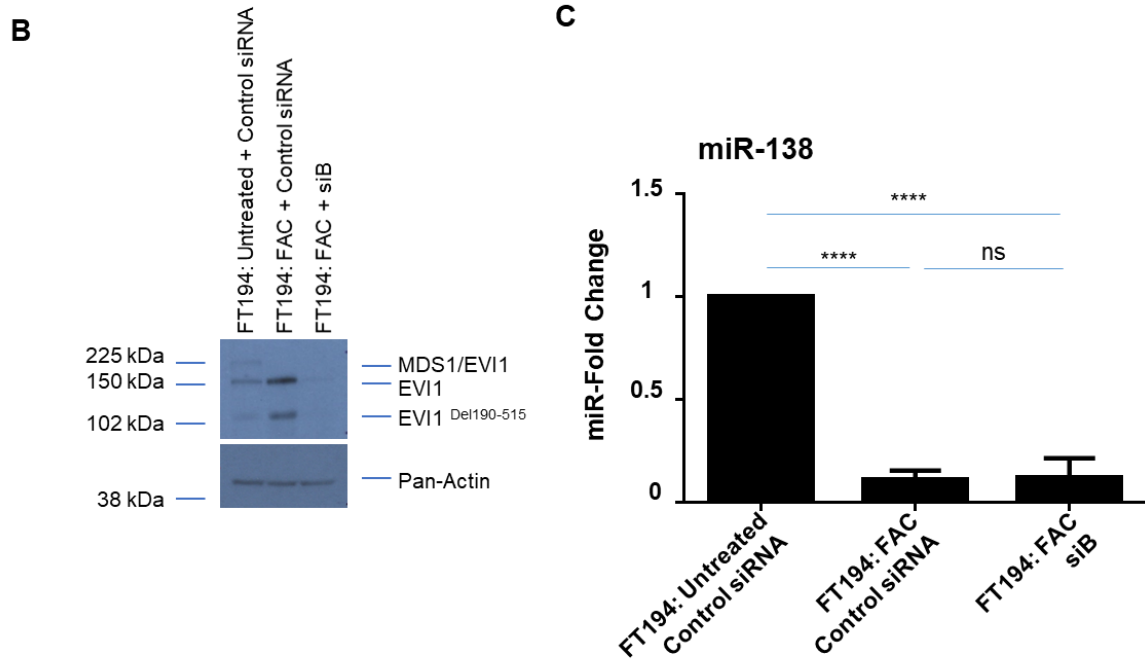 B
FT194: Untreated + Control siRNA
FT194: FAC + Control siRNA
FT194: FAC + siB
225 kDa
150 kDa
102 kDa
38 kDa
MDS1/EVI1
EVI1
EVI1 Del190-515
Pan-Actin
C
miR-138
miR-Fold Change
1.5
1
0.5
0
****
****
ns
FT194: Untreated
Control siRNA
FT194: FAC
Control siRNA
FT194: FAC
siB